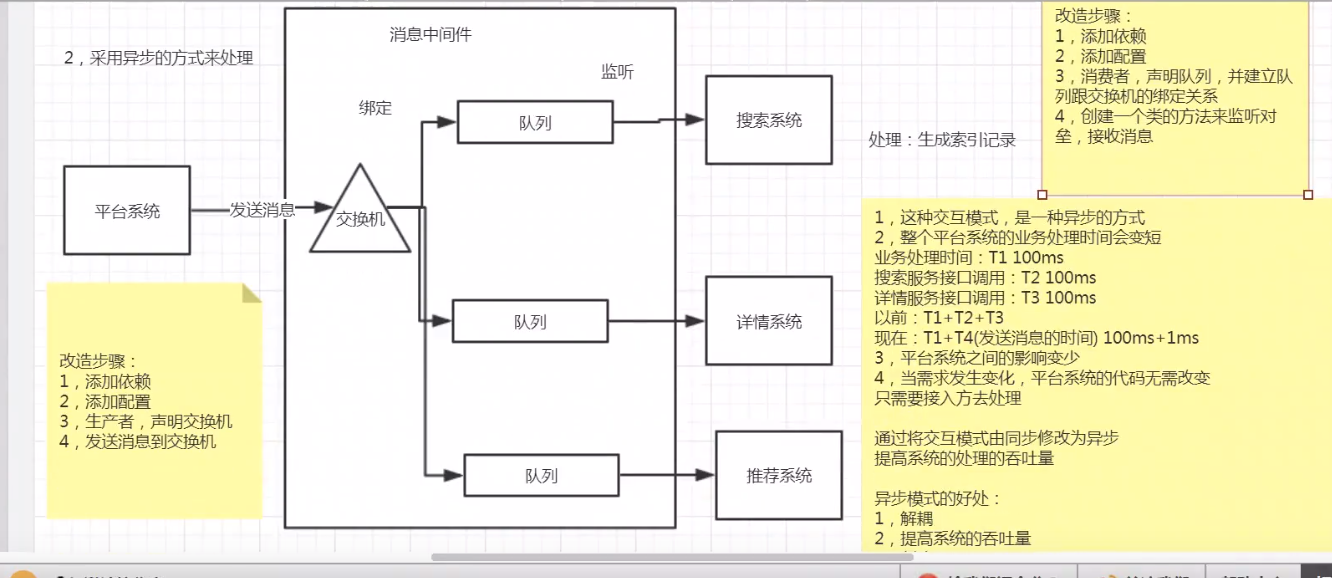 2，采用异步的方式来处理
消息中间件
监听
绑定
队列
搜索系统
处理：生成索引记录
平台系统
发送消息
交换机
队列
详情系统
队列
推荐系统
改造步骤：
1，添加依赖
2，添加配置
3，生产者，声明交换机
4，发送消息到交换机
改造步骤：
1，添加依赖
2，添加配置
3，消费者，声明队列，并建立队
列跟交换机的绑定关系
4，创建一个类的方法来监听对
垒，接收消息
1，这种交互模式，是一种异步的方式
2，整个平台系统的业务处理时间会变短
业务处理时间：T1 100ms
搜索服务接口调用：T2 100ms
详情服务接口调用：T3 100ms
以前：T1+T2+T3
现在：T1+T4(发送消息的时间) 100ms+1ms
3，平台系统之间的影响变少
4，当需求发生变化，平台系统的代码无需改变
只需要接入方去处理
通过将交互模式由同步修改为异步
提高系统的处理的吞吐量
异步模式的好处：
1，解耦
2，提高系统的吞吐量